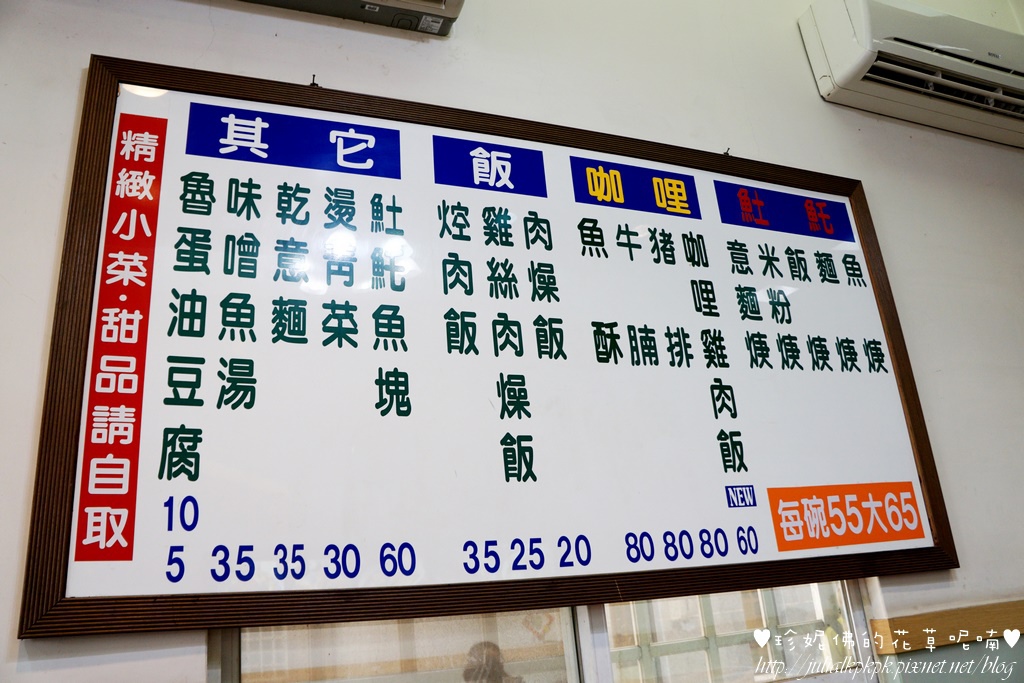 𩵚魠
魚焿
麵焿
飯焿
米粉焿
意麵焿
每碗55大65
咖哩
咖哩雞肉飯
NEW
60
猪排
80
牛腩
80
魚酥
80
飯
肉燥飯
20
雞絲肉燥飯
25
焢肉飯
35
其它
𩵚魠魚塊
60
燙青菜
30
乾意麵
35
味噌魚湯
35
魯蛋油豆腐
10
5
精緻小菜·甜品請自取
♥珍妮佛的花草呢喃♥
http://julialkpkpk.pixnet.net/blog